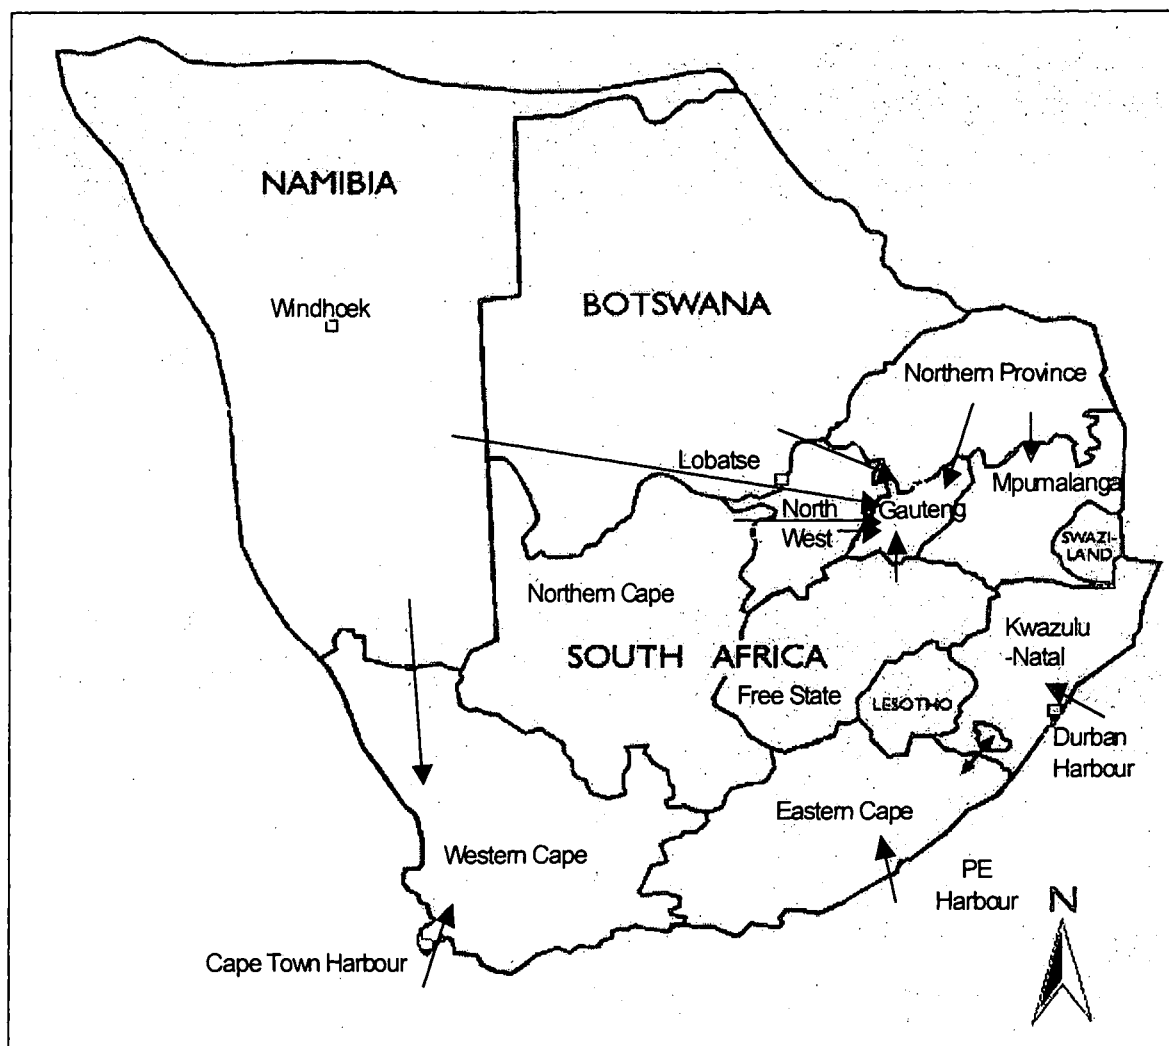 NAMIBIA
Windhoek
BOTSWANA
Northern Province
Lobatse
Mpumalanga
North
West
Gauteng
SWAZI-
LAND
Northern Cape
Kwazulu
-Natal
SOUTH AFRICA
Free State
LESOTHO
Durban
Harbour
Eastern Cape
Western Cape
PE
Harbour
N
Cape Town Harbour